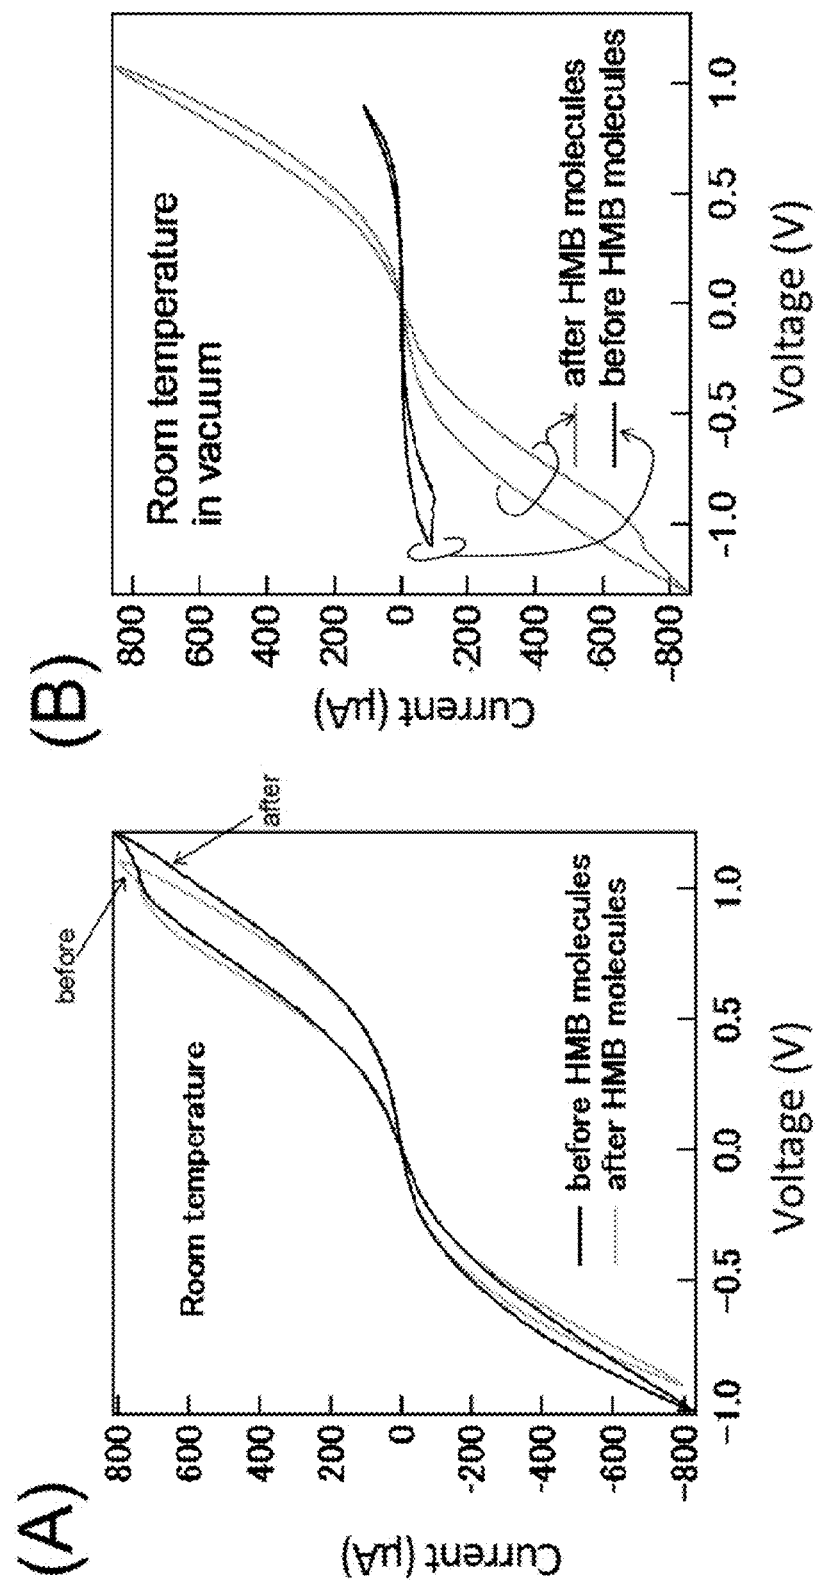 (A)
before
after
Room temperature
before HMB molecules
after HMB molecules
800
600
400
200
0
-200
-400
-600
-800
Current (µA)
-1.0
-0.5
0.0
0.5
1.0
Voltage (V)
(B)
Room temperature
in vacuum
after HMB molecules
before HMB molecules
800
600
400
200
0
-200
-400
-600
-800
Current (µA)
-1.0
-0.5
0.0
0.5
1.0
Voltage (V)